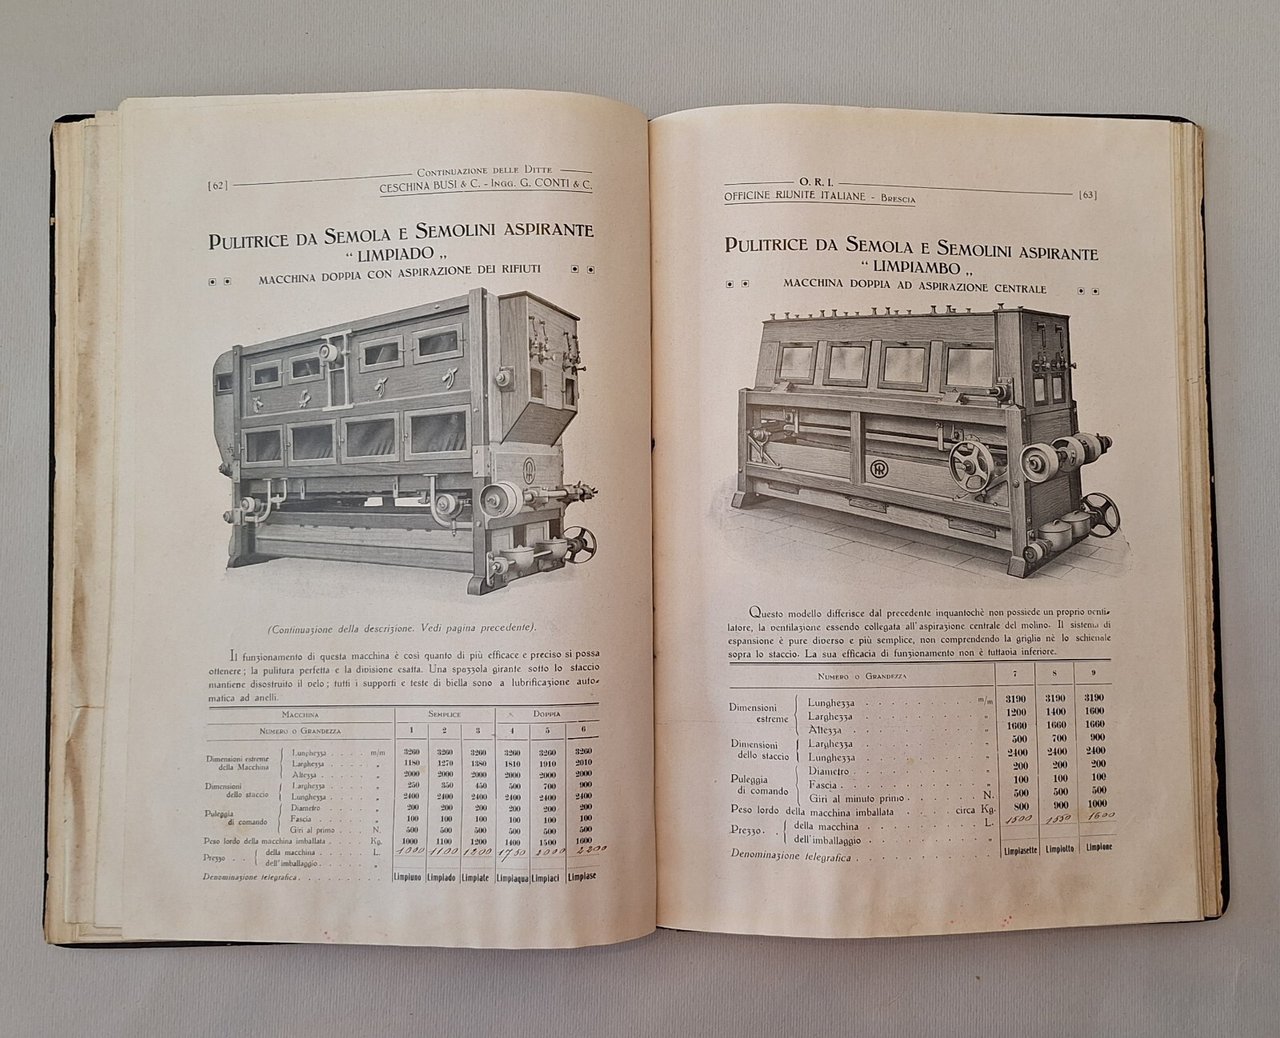 [62]
CONTINUAZIONE DELLE DITTE
CESCHINA BUSI & C. - INGG. G. CONTI & C.
PULITRICE DA SEMOLA E SEMOLINI ASPIRANTE
“ LIMPIADO „
MACCHINA DOPPIA CON ASPIRAZIONE DEI RIFIUTI
(Continuazione della descrizione. Vedi pagina precedente).
Il funzionamento di questa macchina è così quanto di più efficace e preciso si possa
ottenere; la pulitura perfetta e la divisione esatta. Una spazzola girante sotto lo staccio
mantiene disostruito il velo; tutti i supporti e teste di biella sono a lubrificazione auto-
matica ad anelli.
MACCHINA SEMPLICE DOPPIA
NUMERO O GRANDEZZA 1 2 3 4 5 6
Dimensioni estreme della Macchina
Lunghezza . . . . m/m 3260 3260 3260 3260 3260 3260
Larghezza . . . . „ 1180 1270 1380 1810 1910 2010
Altezza . . . . „ 2000 2000 2000 2000 2000 2000
Dimensioni dello staccio
Larghezza . . . . „ 250 350 450 500 700 900
Lunghezza . . . . „ 2400 2400 2400 2400 2400 2400
Puleggia di comando
Diametro . . . . „ 200 200 200 200 200 200
Fascia . . . . „ 100 100 100 100 100 100
Giri al primo . . . . N. 500 500 500 500 500 500
Peso lordo della macchina imballata . . Kg. 1000 1100 1200 1400 1500 1600
Prezzo . . della macchina . . . . L. 1000 1100 1200 1750 2000 2200
dell'imballaggio . . . „
Denominazione telegrafica . . . . Limpiuno Limpiado Limpiate Limpiaqua Limpiaci Limpiase
O. R. I.
OFFICINE RIUNITE ITALIANE - BRESCIA
[63]
PULITRICE DA SEMOLA E SEMOLINI ASPIRANTE
“ LIMPIAMBO „
MACCHINA DOPPIA AD ASPIRAZIONE CENTRALE
Questo modello differisce dal precedente inquantochè non possiede un proprio venti-
latore, la ventilazione essendo collegata all'aspirazione centrale del molino. Il sistema di
espansione è pure diverso e più semplice, non comprendendo la griglia nè lo schienale
sopra lo staccio. La sua efficacia di funzionamento non è tuttavia inferiore.
NUMERO O GRANDEZZA 7 8 9
Dimensioni estreme
Lunghezza . . . . m/m 3190 3190 3190
Larghezza . . . . „ 1200 1400 1600
Altezza . . . . „ 1660 1660 1660
Dimensioni dello staccio
Larghezza . . . . „ 500 700 900
Lunghezza . . . . „ 2400 2400 2400
Puleggia di comando
Diametro . . . . „ 200 200 200
Fascia . . . . „ 100 100 100
Giri al minuto primo . . . . N. 500 500 500
Peso lordo della macchina imballata . . . circa Kg. 800 900 1000
Prezzo . . della macchina . . . . L. 1500 1550 1600
dell'imballaggio . . . . „
Denominazione telegrafica . . . . Limpiasette Limpiotto Limpione